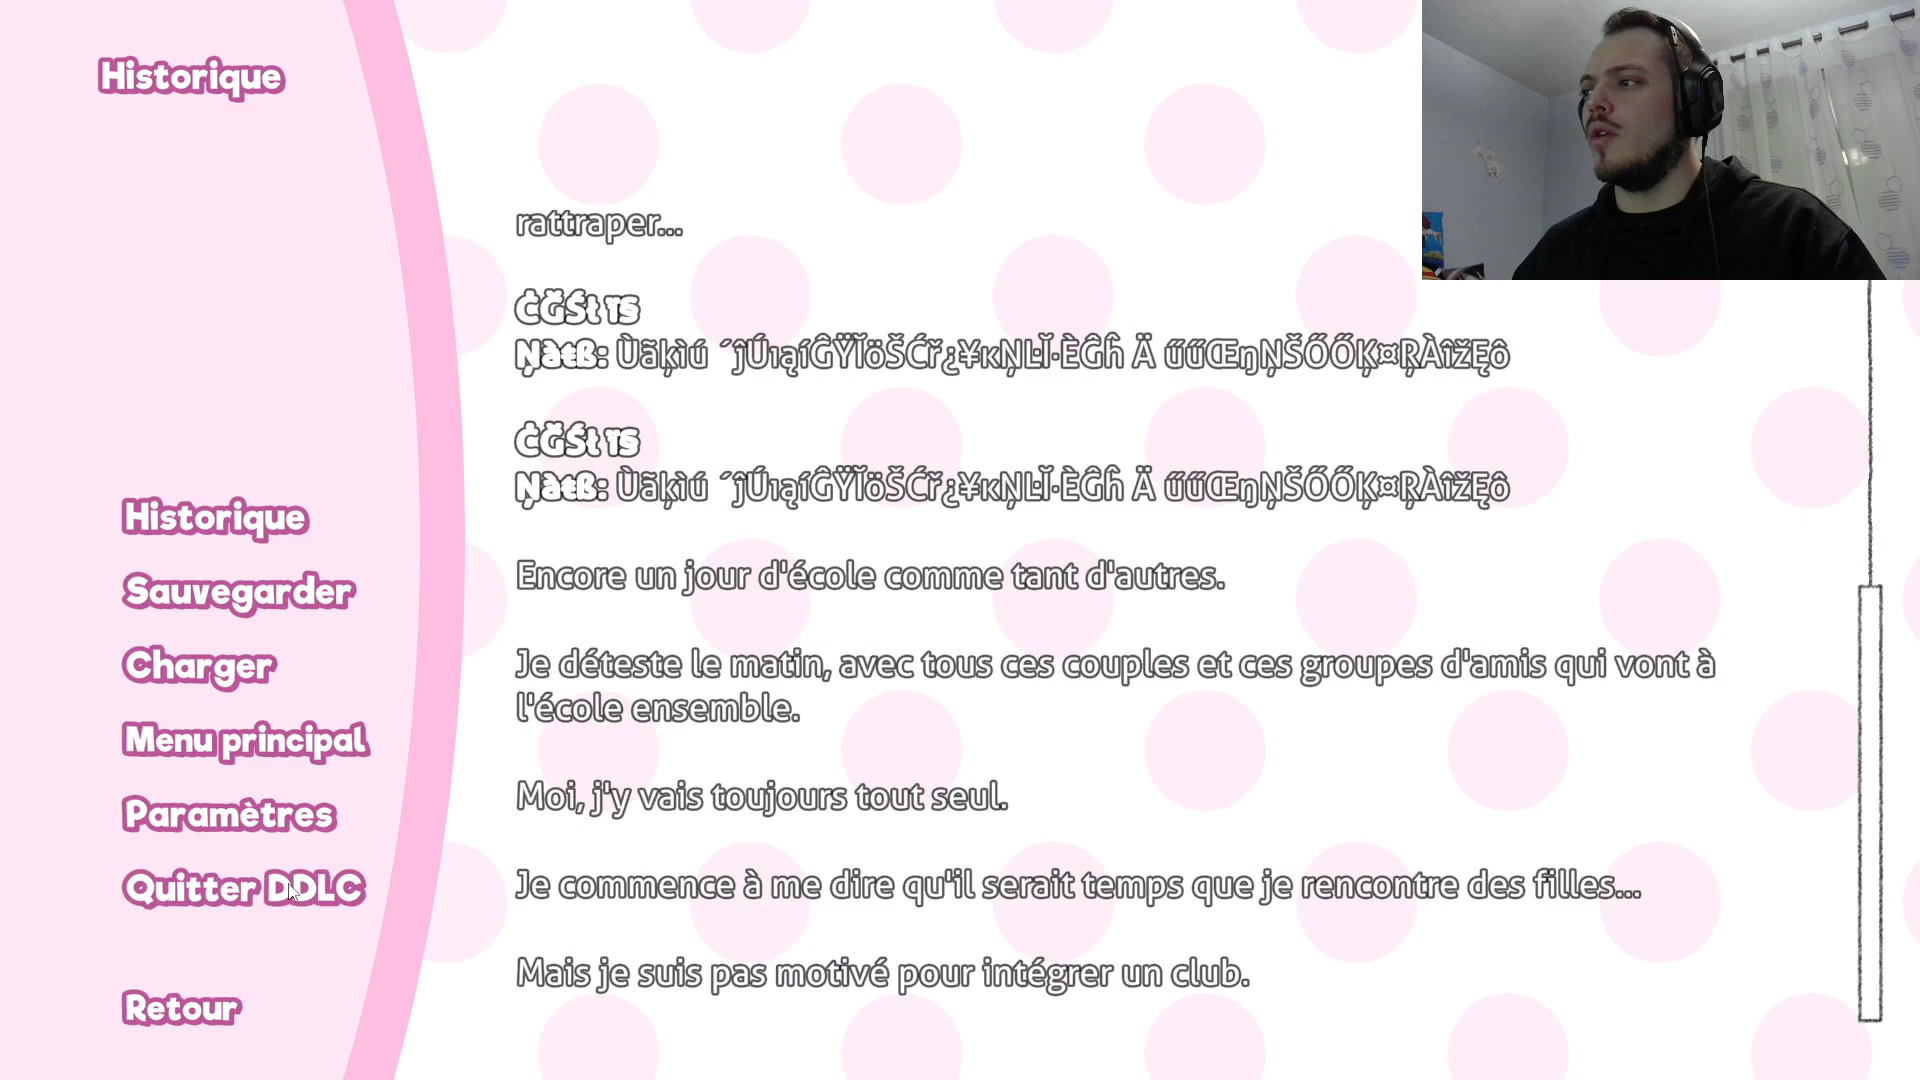 Historique
rattraper...
Encore un jour d'école comme tant d'autres.
Je déteste le matin, avec tous ces couples et ces groupes d'amis qui vont à
l'école ensemble.
Moi, j'y vais toujours tout seul.
Je commence à me dire qu'il serait temps que je rencontre des filles...
Mais je suis pas motivé pour intégrer un club.
Historique
Sauvegarder
Charger
Menu principal
Paramètres
Quitter DDLC
Retour